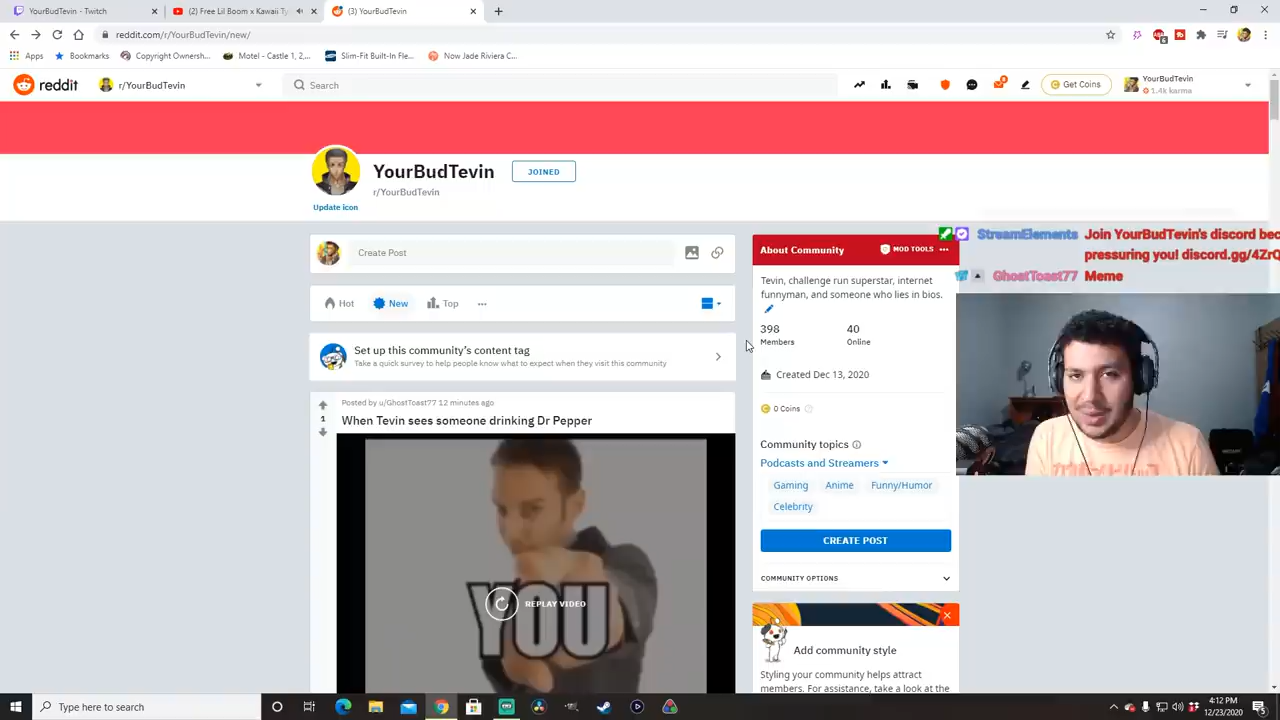 YourBudTevin - Twitch
(2) Free Lil Boom x Kawaii Ty
(3) YourBudTevin
reddit.com/r/YourBudTevin/new/
Apps
Bookmarks
Copyright Ownersh...
Motel - Castle 1, 2,...
Slim-Fit Built-In Fle...
Now Jade Riviera C...
reddit
r/YourBudTevin
Search
Get Coins
YourBudTevin
1.4k karma
YourBudTevin
JOINED
r/YourBudTevin
Update icon
Create Post
Hot
New
Top
Set up this community's content tag
Take a quick survey to help people know what to expect when they visit this community
Posted by u/GhostToast77 12 minutes ago
1
When Tevin sees someone drinking Dr Pepper
YOU
REPLAY VIDEO
About Community
MOD TOOLS
Tevin, challenge run superstar, internet
funnyman, and someone who lies in bios.
398
40
Members
Online
Created Dec 13, 2020
0 Coins
Community topics
Podcasts and Streamers
Gaming
Anime
Funny/Humor
Celebrity
CREATE POST
COMMUNITY OPTIONS
Add community style
Styling your community helps attract
members. For assistance, take a look at the
StreamElements
Join YourBudTevin's discord bec
pressuring you! discord.gg/4ZrQ
GhostToast77
Meme
Type here to search
4:12 PM
12/23/2020